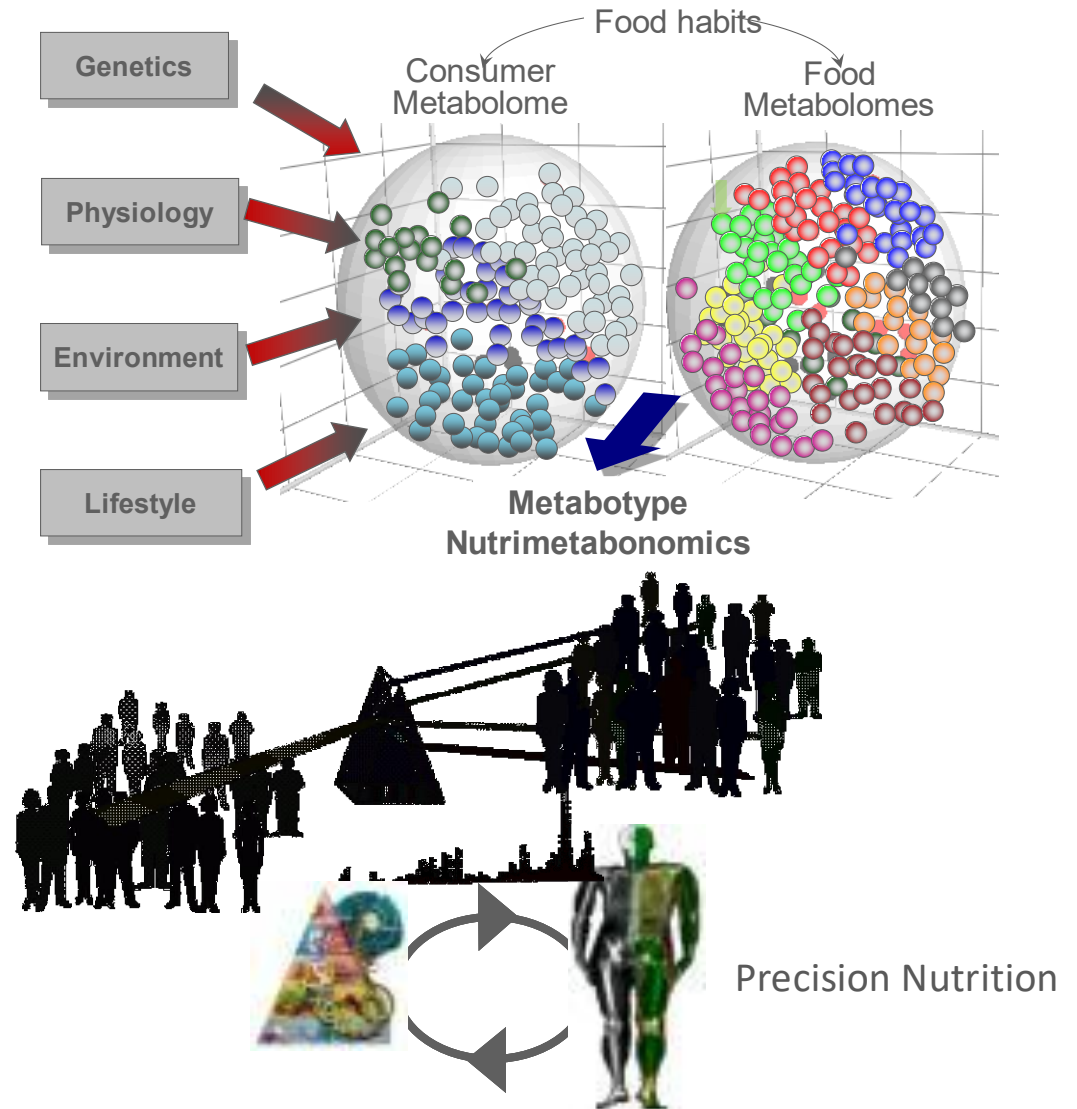 Food habits
Genetics
Consumer
Metabolome
Food
Metabolomes
Physiology
Environment
Lifestyle
Metabotype
Nutrimetabonomics
Precision Nutrition